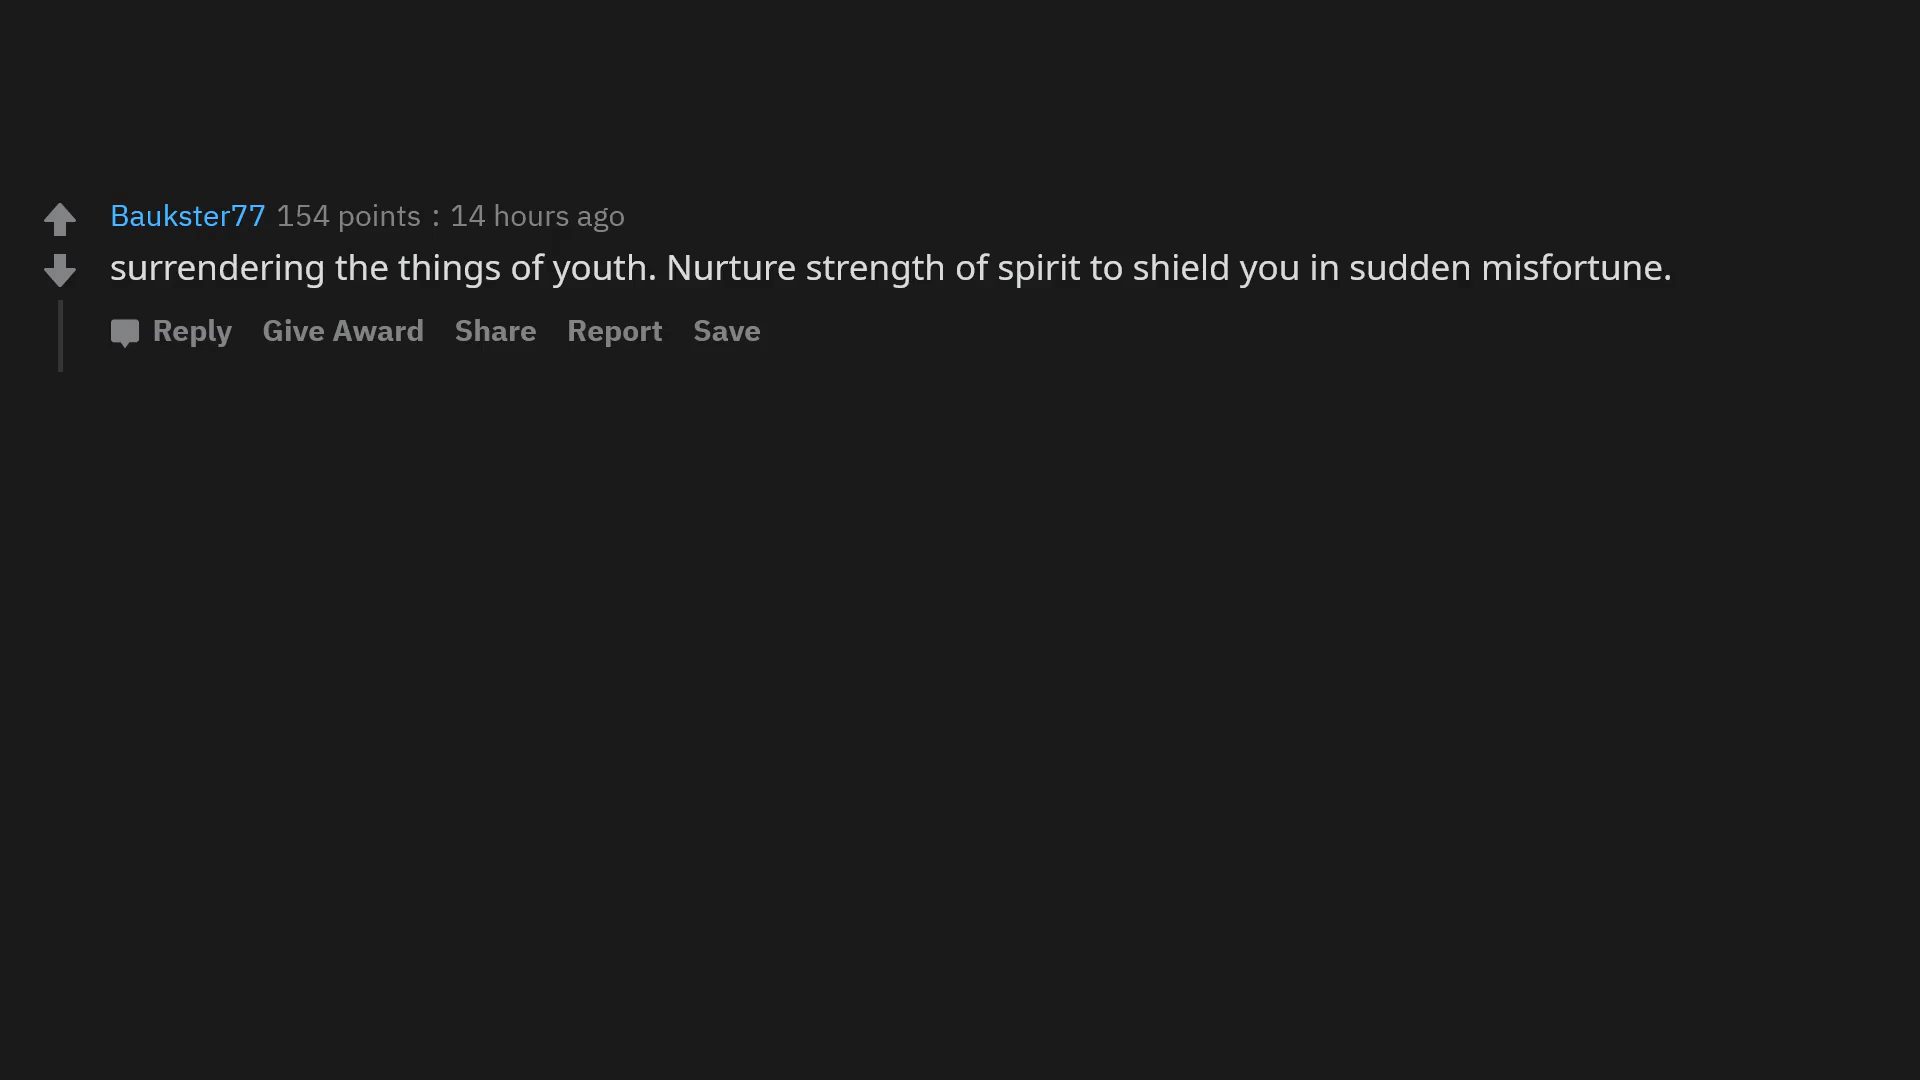 Baukster77 154 points : 14 hours ago
surrendering the things of youth. Nurture strength of spirit to shield you in sudden misfortune.
Reply Give Award Share Report Save